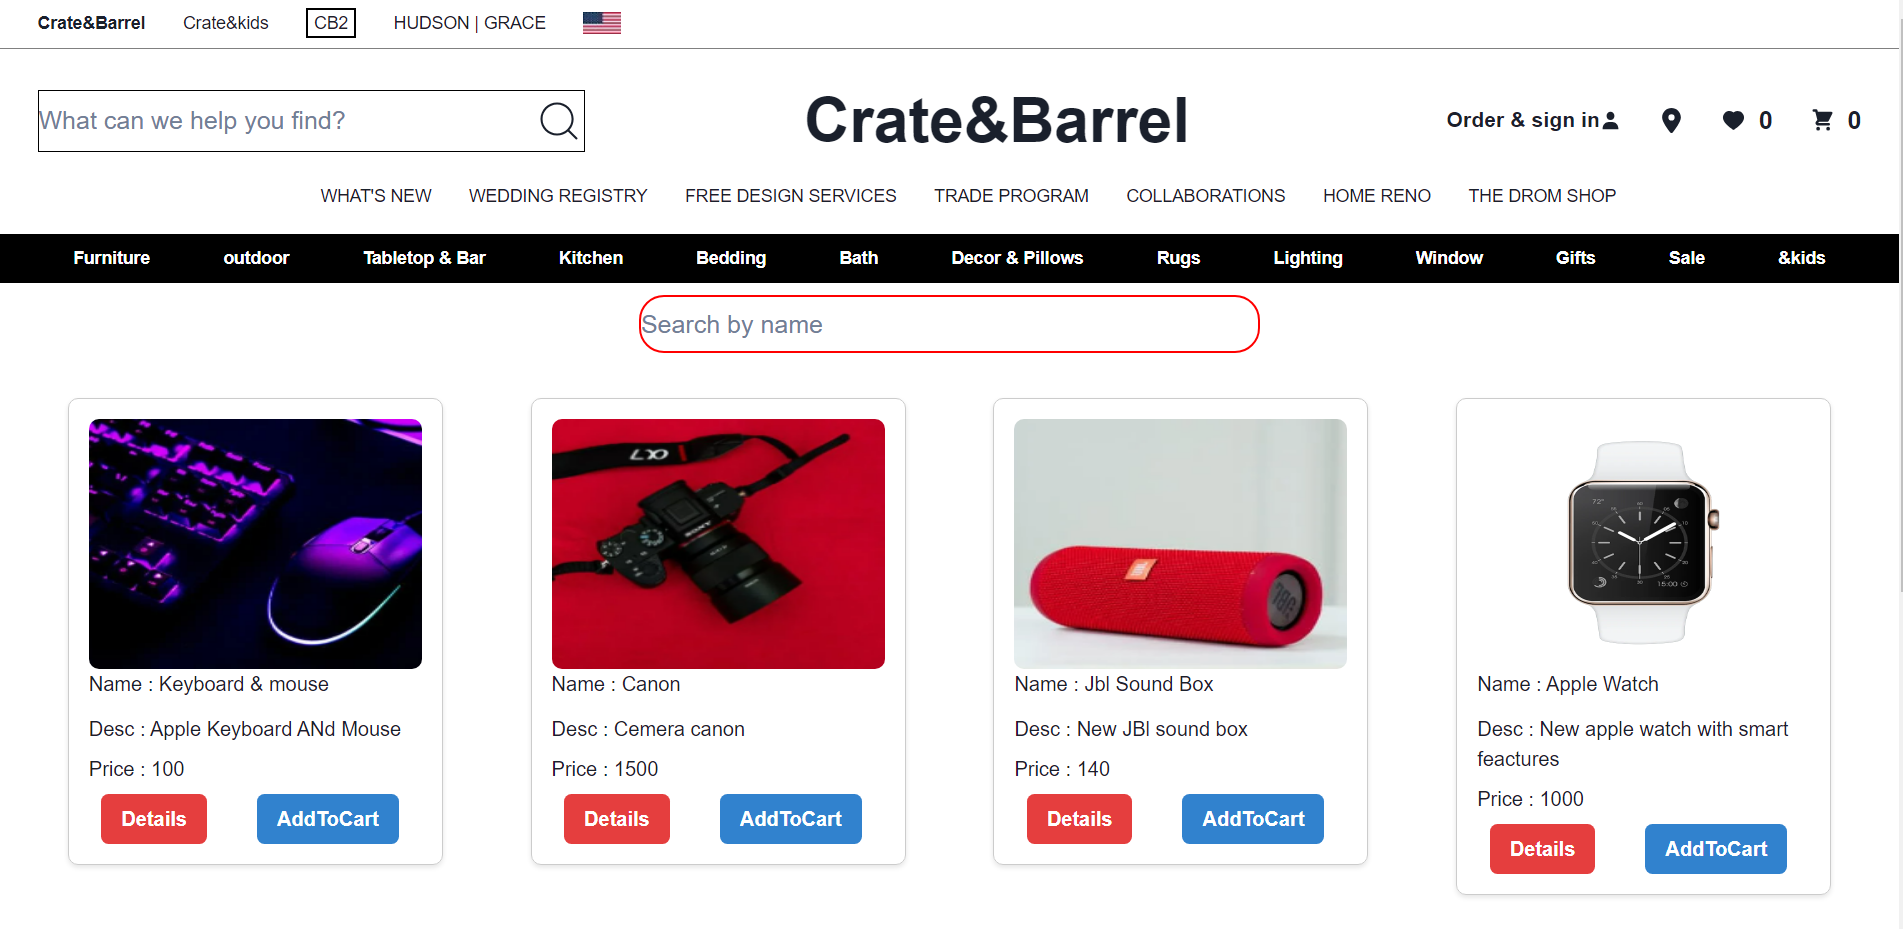 Crate&Barrel Crate&kids CB2 HUDSON | GRACE
What can we help you find?
Crate&Barrel
Order & sign in 0 0
WHAT'S NEW WEDDING REGISTRY FREE DESIGN SERVICES TRADE PROGRAM COLLABORATIONS HOME RENO THE DROM SHOP
Furniture outdoor Tabletop & Bar Kitchen Bedding Bath Decor & Pillows Rugs Lighting Window Gifts Sale &kids
Search by name
Name : Keyboard & mouse
Desc : Apple Keyboard ANd Mouse
Price : 100
Details AddToCart
SONY
Name : Canon
Desc : Cemera canon
Price : 1500
Details AddToCart
JBL
Name : Jbl Sound Box
Desc : New JBl sound box
Price : 140
Details AddToCart
72°
15:00
Name : Apple Watch
Desc : New apple watch with smart
feactures
Price : 1000
Details AddToCart